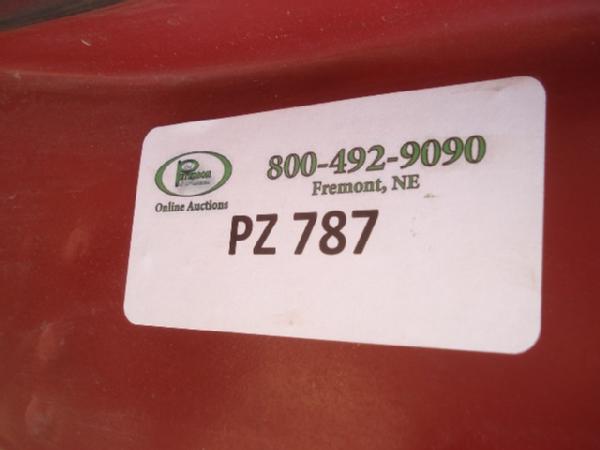 800-492-9090
Fremont, NE
Online Auctions
PZ 787